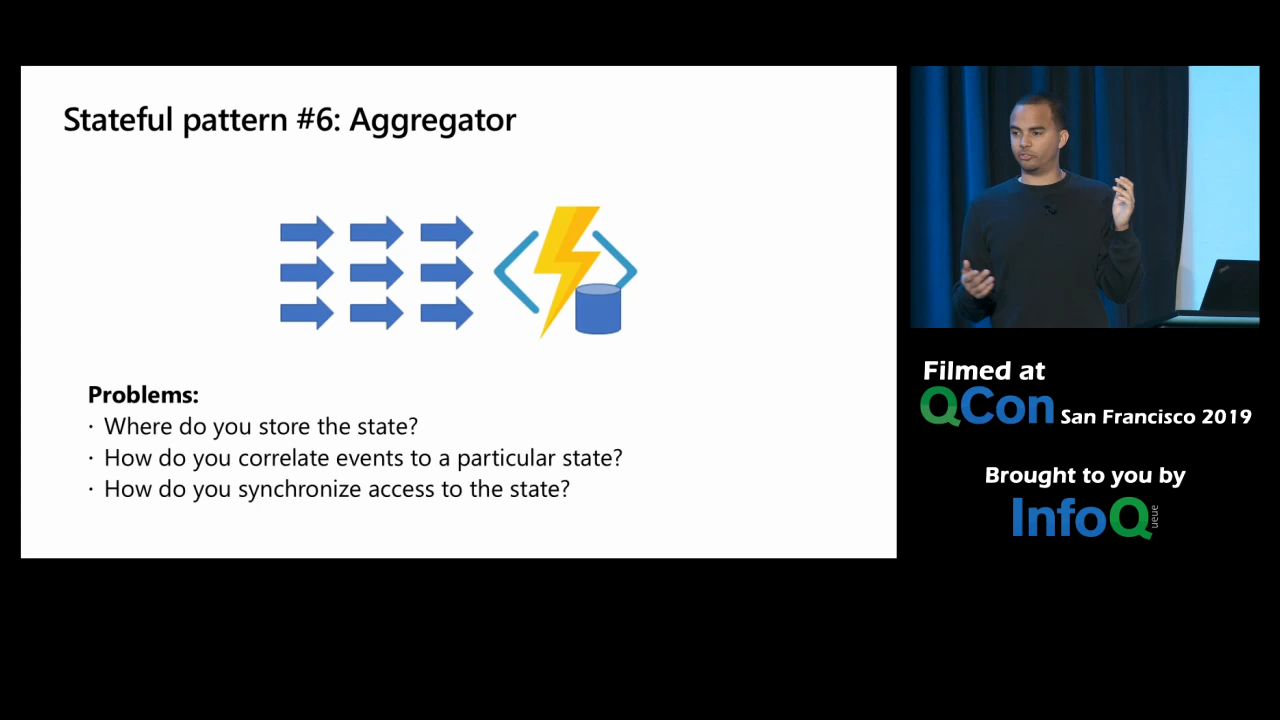 Stateful pattern #6: Aggregator
Problems:
· Where do you store the state?
· How do you correlate events to a particular state?
· How do you synchronize access to the state?
Filmed at
QCon San Francisco 2019
Brought to you by
InfoQ
ueue